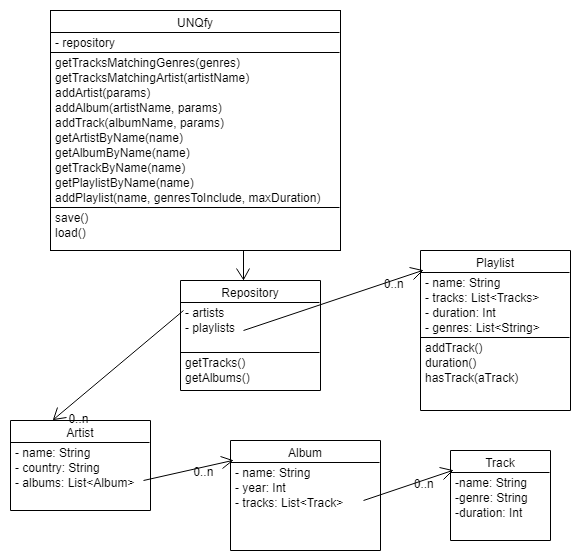 UNQfy
- repository
getTracksMatchingGenres(genres)
getTracksMatchingArtist(artistName)
addArtist(params)
addAlbum(artistName, params)
addTrack(albumName, params)
getArtistByName(name)
getAlbumByName(name)
getTrackByName(name)
getPlaylistByName(name)
addPlaylist(name, genresToInclude, maxDuration)
save()
load()
Repository
- artists
- playlists
getTracks()
getAlbums()
0..n
Playlist
- name: String
- tracks: List<Tracks>
- duration: Int
- genres: List<String>
addTrack()
duration()
hasTrack(aTrack)
0..n
Artist
- name: String
- country: String
- albums: List<Album>
0..n
Album
- name: String
- year: Int
- tracks: List<Track>
0..n
Track
-name: String
-genre: String
-duration: Int